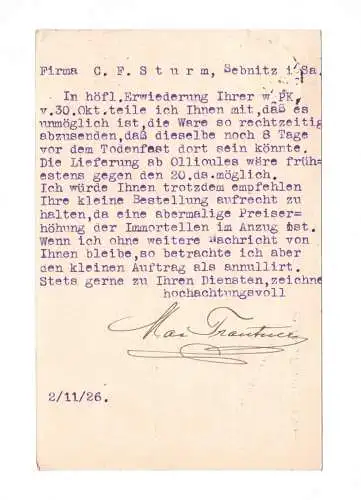 Firma C. F. Sturm, Sebnitz i Sa.
In höfl.Erwiederung Ihrer w.PK.
v.30.Okt.teile ich Ihnen mit,daß es
unmöglich ist,die Ware so rechtzeitig
abzusenden,daß dieselbe noch 8 Tage
vor dem Todenfast dort sein könnte.
Die Lieferung ab Ollioules wäre früh=
estens gegen den 20.ds.möglich.
Ich würde Ihnen trotzdem empfehlen
Ihre kleine Bestellung aufrecht zu
halten,da eine abermalige Preiser=
höhung der Immortellen im Anzug ist.
Wenn ich ohne weitere Nachricht von
Ihnen bleibe,so betrachte ich aber
den kleinen Auftrag als annullirt.
Stets gerne zu Ihren Diensten,zeichne
hochachtungsvoll
Max Trautner
2/11/26.